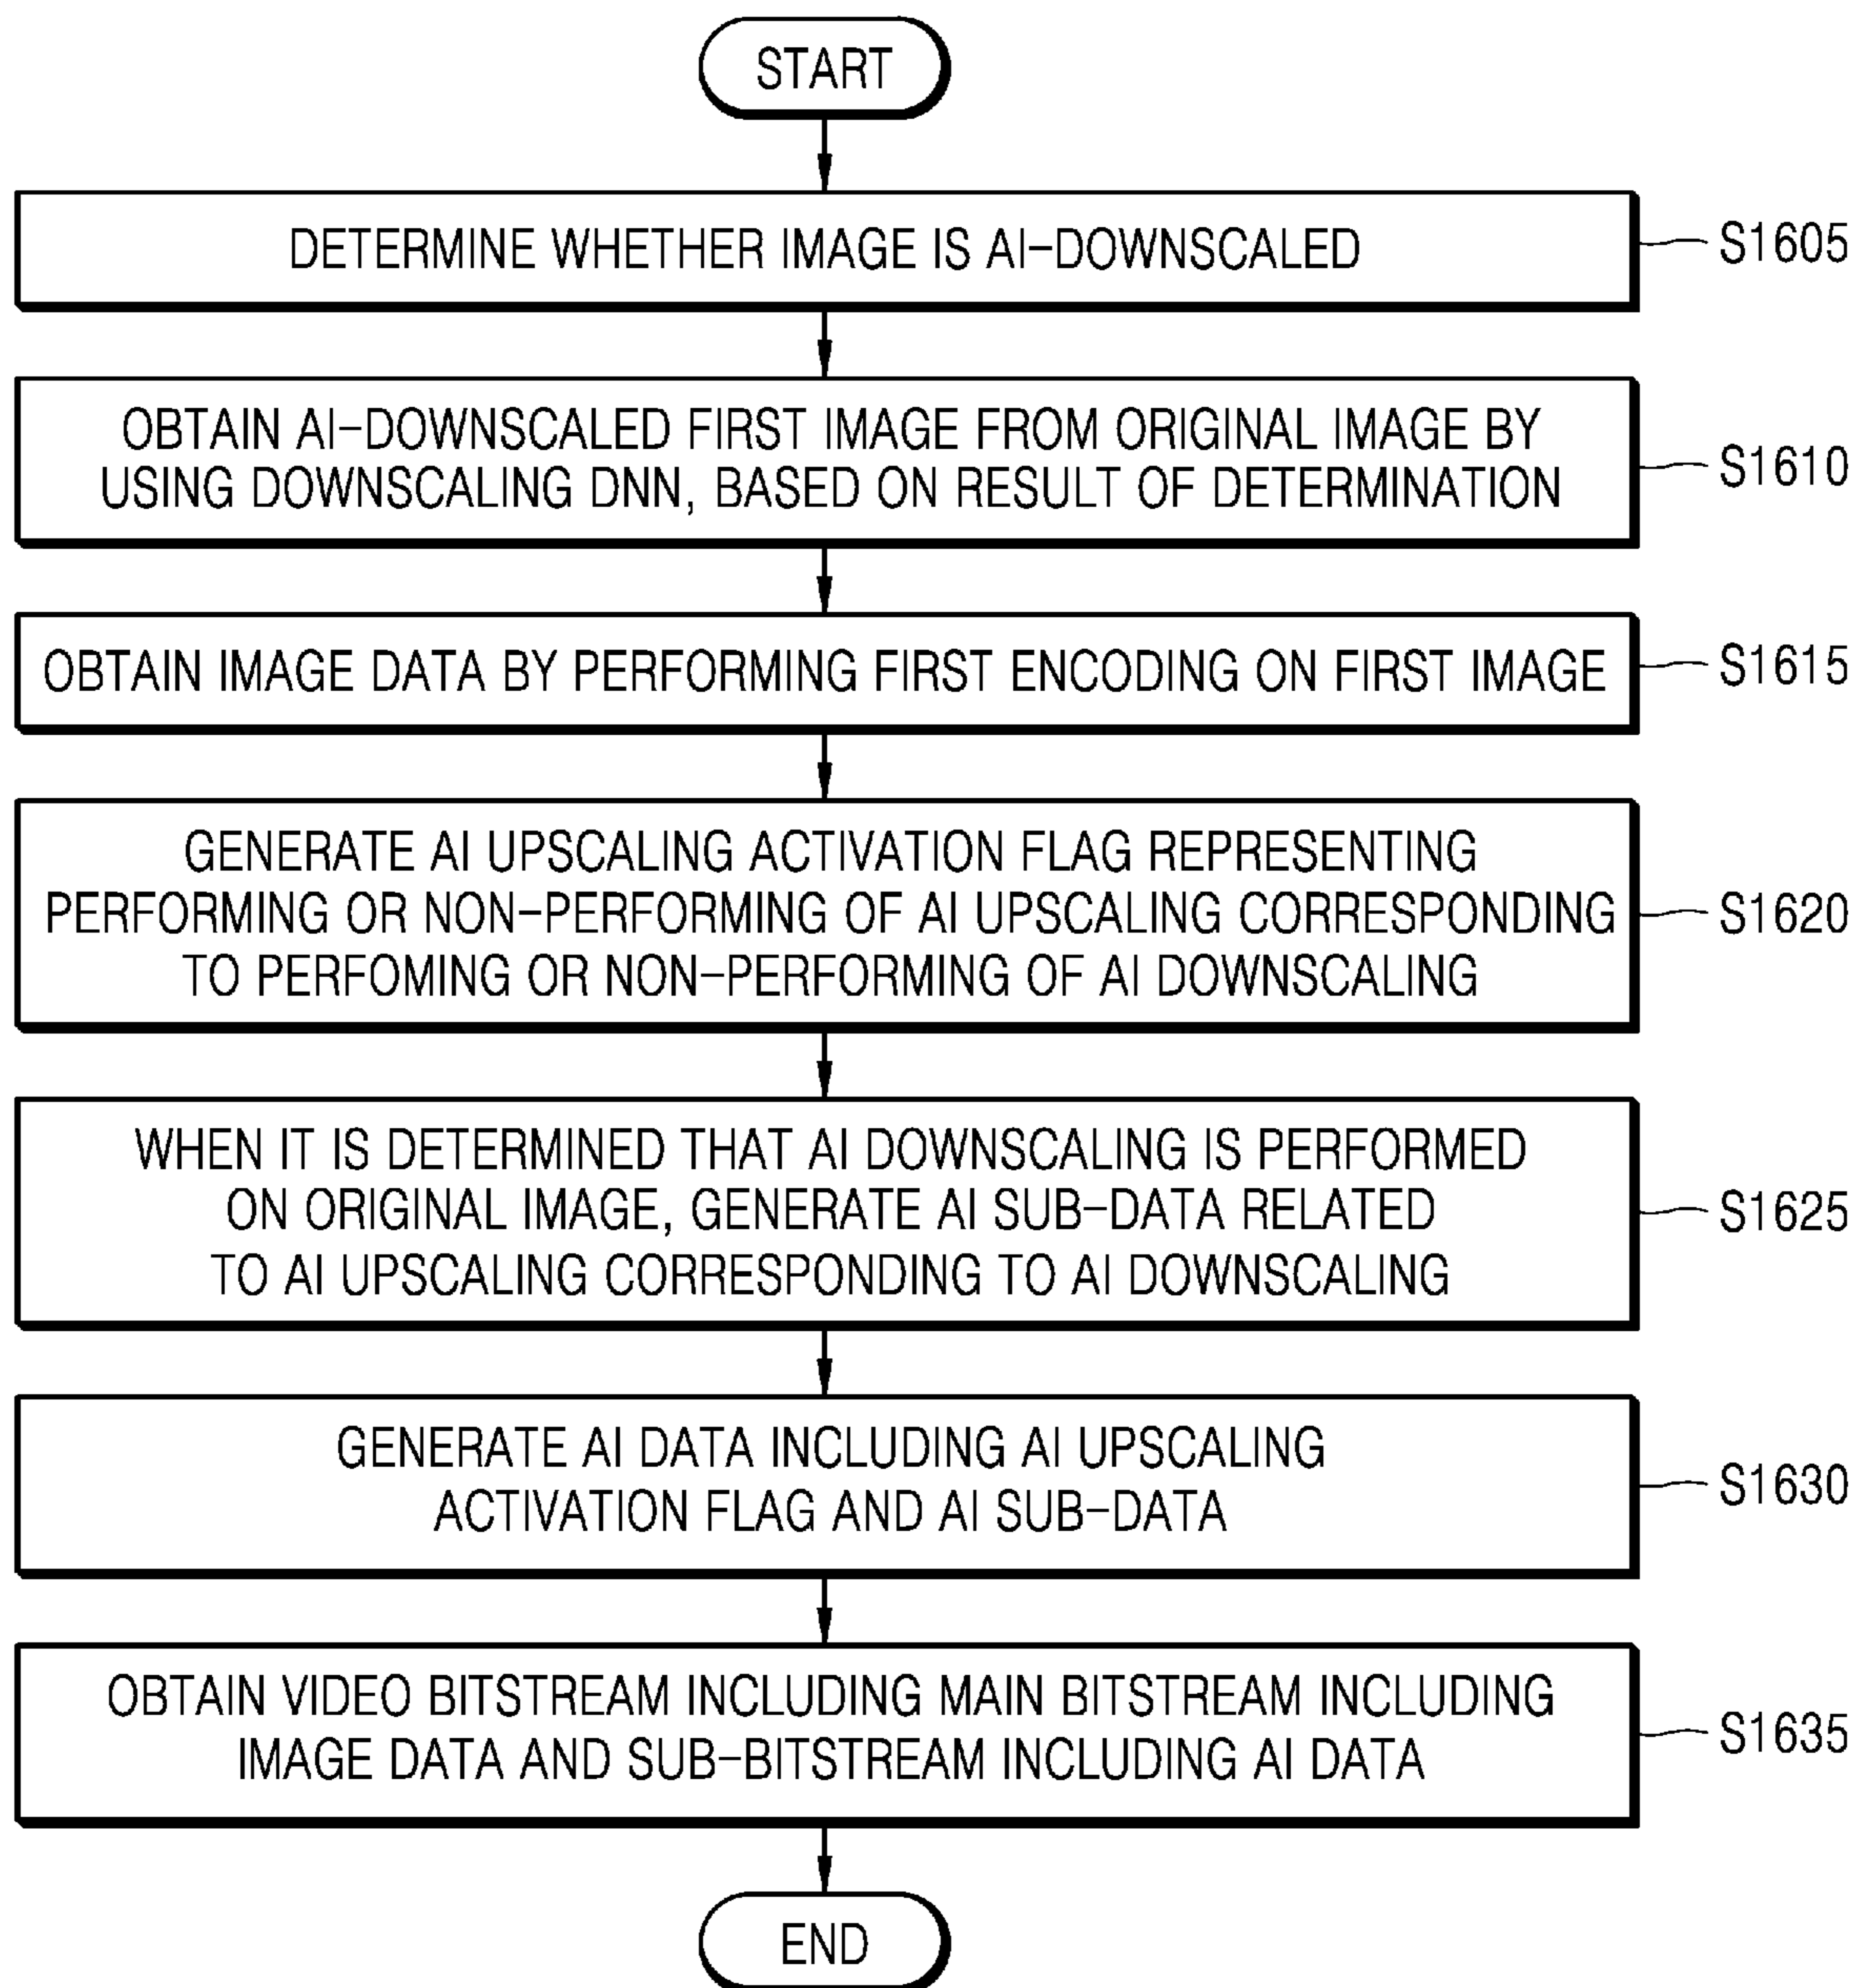 START
DETERMINE WHETHER IMAGE IS AI-DOWNSCALED
S1605
OBTAIN AI-DOWNSCALED FIRST IMAGE FROM ORIGINAL IMAGE BY
USING DOWNSCALING DNN, BASED ON RESULT OF DETERMINATION
S1610
OBTAIN IMAGE DATA BY PERFORMING FIRST ENCODING ON FIRST IMAGE
S1615
GENERATE AI UPSCALING ACTIVATION FLAG REPRESENTING
PERFORMING OR NON-PERFORMING OF AI UPSCALING CORRESPONDING
TO PERFOMING OR NON-PERFORMING OF AI DOWNSCALING
S1620
WHEN IT IS DETERMINED THAT AI DOWNSCALING IS PERFORMED
ON ORIGINAL IMAGE, GENERATE AI SUB-DATA RELATED
TO AI UPSCALING CORRESPONDING TO AI DOWNSCALING
S1625
GENERATE AI DATA INCLUDING AI UPSCALING
ACTIVATION FLAG AND AI SUB-DATA
S1630
OBTAIN VIDEO BITSTREAM INCLUDING MAIN BITSTREAM INCLUDING
IMAGE DATA AND SUB-BITSTREAM INCLUDING AI DATA
S1635
END